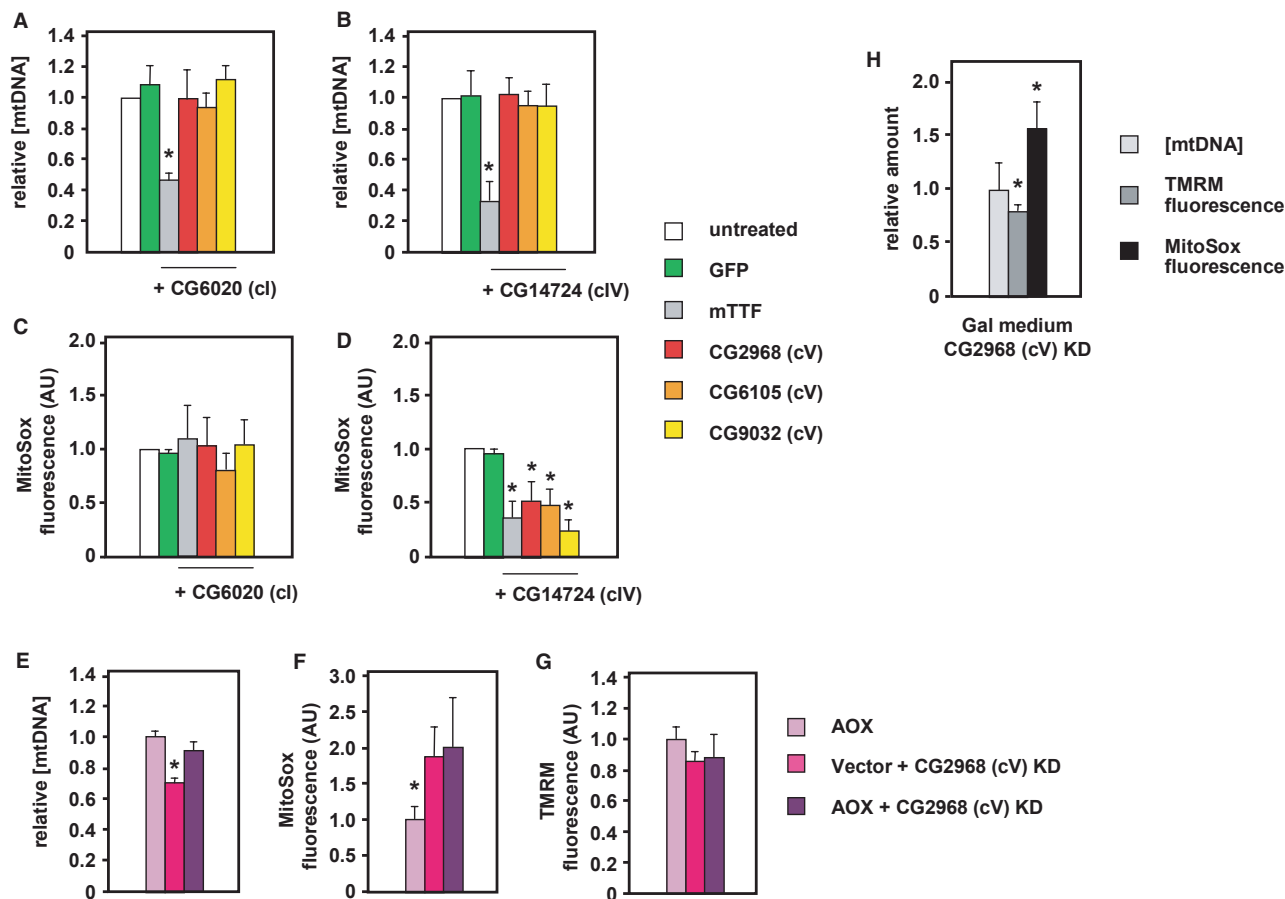 A
relative [mtDNA]
1.4
1.2
1.0
0.8
0.6
0.4
0.2
0
*
+ CG6020 (cI)
B
relative [mtDNA]
1.4
1.2
1.0
0.8
0.6
0.4
0.2
0
*
+ CG14724 (cIV)
C
MitoSox
fluorescence (AU)
2.0
1.5
1.0
0.5
0
+ CG6020 (cI)
D
MitoSox
fluorescence (AU)
2.0
1.5
1.0
0.5
0
* * * *
+ CG14724 (cIV)
untreated
GFP
mTTF
CG2968 (cV)
CG6105 (cV)
CG9032 (cV)
H
relative amount
2.0
1.5
1.0
0.5
0
* *
Gal medium
CG2968 (cV) KD
[mtDNA]
TMRM
fluorescence
MitoSox
fluorescence
E
relative [mtDNA]
1.4
1.2
1.0
0.8
0.6
0.4
0.2
0
*
F
MitoSox
fluorescence (AU)
3.0
2.5
2.0
1.5
1.0
0.5
0
*
G
TMRM
fluorescence (AU)
1.4
1.2
1.0
0.8
0.6
0.4
0.2
0
AOX
Vector + CG2968 (cV) KD
AOX + CG2968 (cV) KD